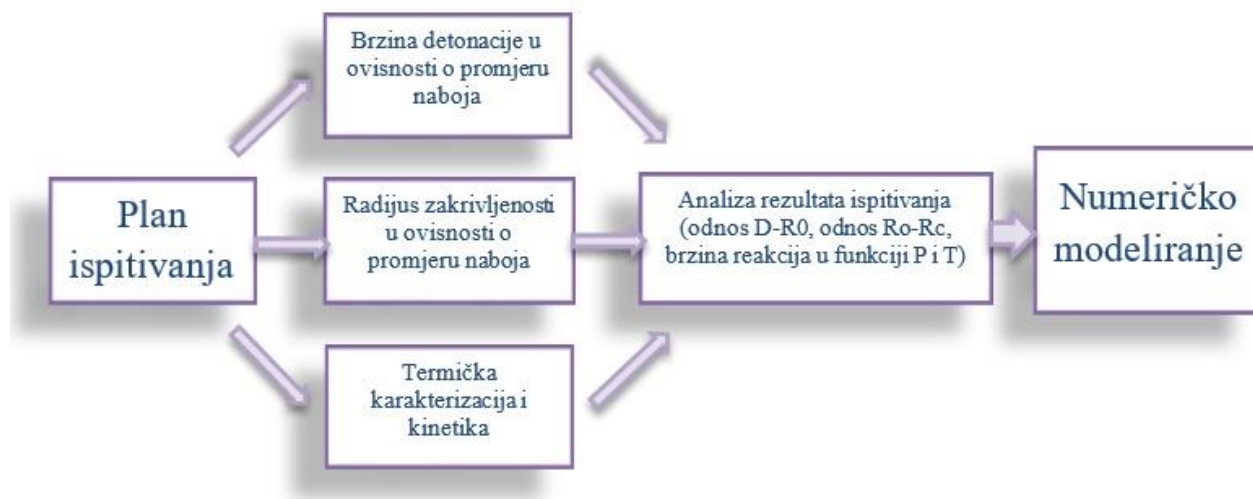 Plan
ispitivanja
Brzina detonacije u
ovisnosti o promjeru
naboja
Radijus zakrivljenosti
u ovisnosti o
promjeru naboja
Termička
karakterizacija i
kinetika
Analiza rezultata ispitivanja
(odnos D-R0, odnos Ro-Rc,
brzina reakcija u funkciji P i T)
Numeričko
modeliranje